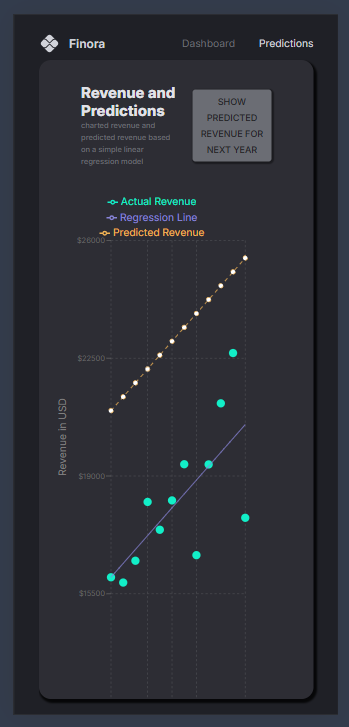 Finora
Dashboard
Predictions
Revenue and
Predictions
charted revenue and
predicted revenue based
on a simple linear
regression model
SHOW
PREDICTED
REVENUE FOR
NEXT YEAR
Actual Revenue
Regression Line
Predicted Revenue
$26000
$22500
Revenue in USD
$19000
$15500